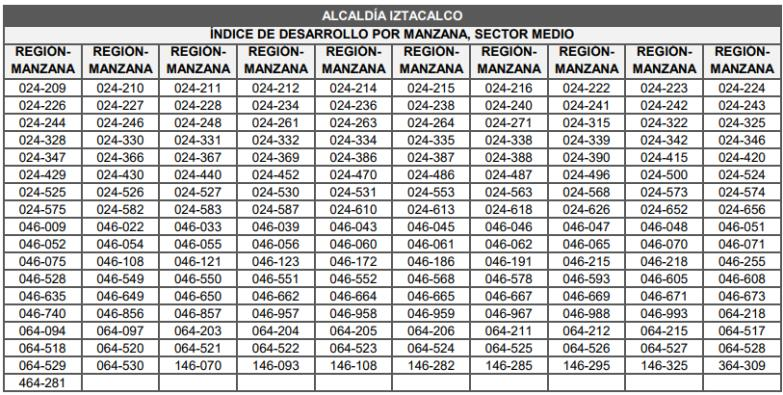 ALCALDÍA IZTACALCO
ÍNDICE DE DESARROLLO POR MANZANA, SECTOR MEDIO
REGIÓN- REGIÓN- REGIÓN- REGIÓN- REGIÓN- REGIÓN- REGIÓN- REGIÓN- REGIÓN- REGIÓN-
MANZANA MANZANA MANZANA MANZANA MANZANA MANZANA MANZANA MANZANA MANZANA MANZANA
024-209 024-210 024-211 024-212 024-214 024-215 024-216 024-222 024-223 024-224
024-226 024-227 024-228 024-234 024-236 024-238 024-240 024-241 024-242 024-243
024-244 024-246 024-248 024-261 024-263 024-264 024-271 024-315 024-322 024-325
024-328 024-330 024-331 024-332 024-334 024-335 024-338 024-339 024-342 024-346
024-347 024-366 024-367 024-369 024-386 024-387 024-388 024-390 024-415 024-420
024-429 024-430 024-440 024-452 024-470 024-486 024-487 024-496 024-500 024-524
024-525 024-526 024-527 024-530 024-531 024-553 024-563 024-568 024-573 024-574
024-575 024-582 024-583 024-587 024-610 024-613 024-618 024-626 024-652 024-656
046-009 046-022 046-033 046-039 046-043 046-045 046-046 046-047 046-048 046-051
046-052 046-054 046-055 046-056 046-060 046-061 046-062 046-065 046-070 046-071
046-075 046-108 046-121 046-123 046-172 046-186 046-191 046-215 046-218 046-255
046-528 046-549 046-550 046-551 046-552 046-568 046-578 046-593 046-605 046-608
046-635 046-649 046-650 046-662 046-664 046-665 046-667 046-669 046-671 046-673
046-740 046-856 046-857 046-957 046-958 046-959 046-967 046-988 046-993 064-218
064-094 064-097 064-203 064-204 064-205 064-206 064-211 064-212 064-215 064-517
064-518 064-520 064-521 064-522 064-523 064-524 064-525 064-526 064-527 064-528
064-529 064-530 146-070 146-093 146-108 146-282 146-285 146-295 146-325 364-309
464-281